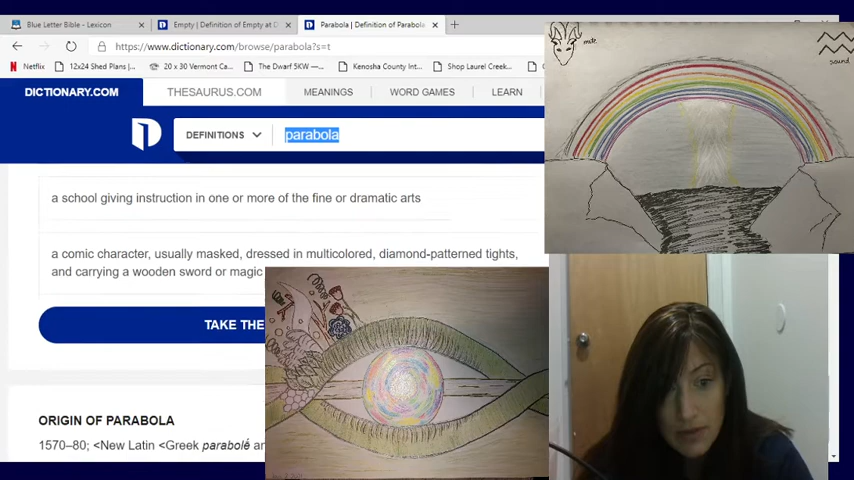 Blue Letter Bible - Lexicon
Empty | Definition of Empty at D
Parabola | Definition of Parabola
https://www.dictionary.com/browse/parabola?s=t
Netflix
12x24 Shed Plans |...
20 x 30 Vermont Ca...
The Dwarf 5KW —...
Kenosha County Int...
Shop Laurel Creek...
DICTIONARY.COM
THESAURUS.COM
MEANINGS
WORD GAMES
LEARN
DEFINITIONS
parabola
a school giving instruction in one or more of the fine or dramatic arts
a comic character, usually masked, dressed in multicolored, diamond-patterned tights,
and carrying a wooden sword or magic
TAKE THE
ORIGIN OF PARABOLA
1570–80; <New Latin <Greek parabolḗ an
sound